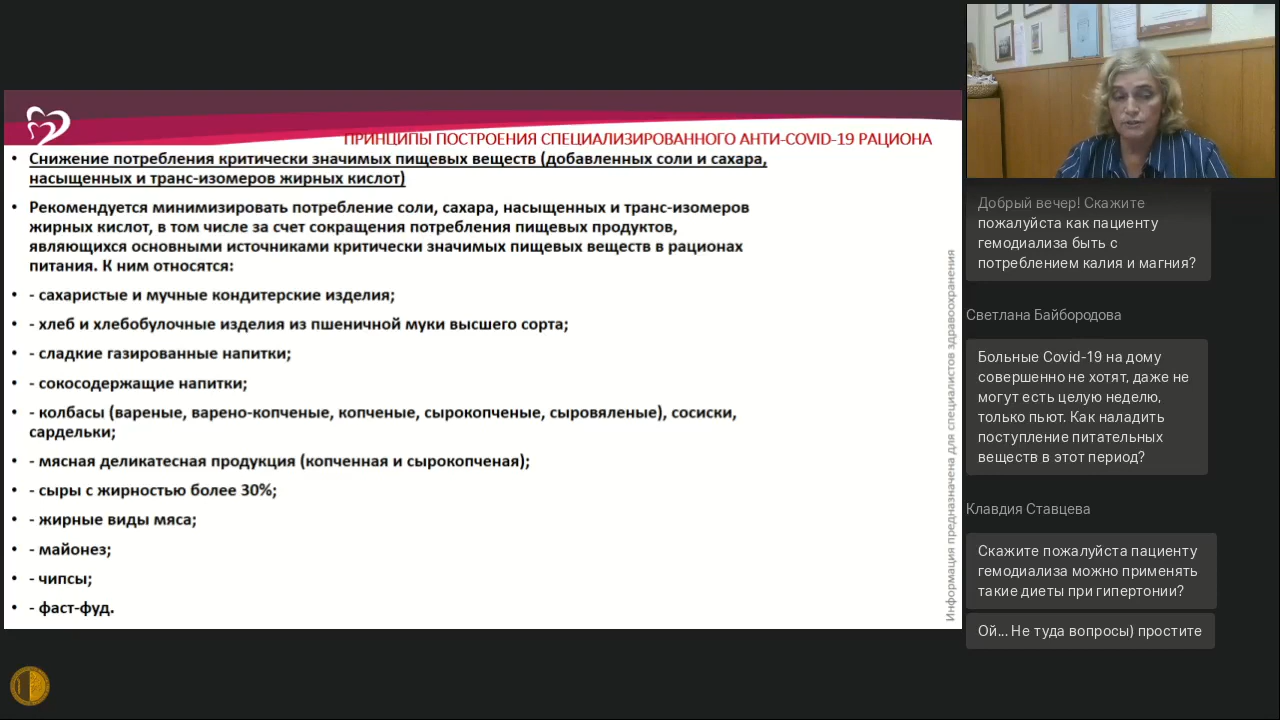 ПРИНЦИПЫ ПОСТРОЕНИЯ СПЕЦИАЛИЗИРОВАННОГО АНТИ-COVID-19 РАЦИОНА
• Снижение потребления критически значимых пищевых веществ (добавленных соли и сахара,
насыщенных и транс-изомеров жирных кислот)
• Рекомендуется минимизировать потребление соли, сахара, насыщенных и транс-изомеров
жирных кислот, в том числе за счет сокращения потребления пищевых продуктов,
являющихся основными источниками критически значимых пищевых веществ в рационах
питания. К ним относятся:
• - сахаристые и мучные кондитерские изделия;
• - хлеб и хлебобулочные изделия из пшеничной муки высшего сорта;
• - сладкие газированные напитки;
• - сокосодержащие напитки;
• - колбасы (вареные, варено-копченые, копченые, сырокопченые, сыровяленые), сосиски,
сардельки;
• - мясная деликатесная продукция (копченная и сырокопченая);
• - сыры с жирностью более 30%;
• - жирные виды мяса;
• - майонез;
• - чипсы;
• - фаст-фуд.
Информация предназначена для специалистов здравоохранения
Добрый вечер! Скажите
пожалуйста как пациенту
гемодиализа быть с
потреблением калия и магния?
Светлана Байбородова
Больные Covid-19 на дому
совершенно не хотят, даже не
могут есть целую неделю,
только пьют. Как наладить
поступление питательных
веществ в этот период?
Клавдия Ставцева
Скажите пожалуйста пациенту
гемодиализа можно применять
такие диеты при гипертонии?
Ой... Не туда вопросы) простите